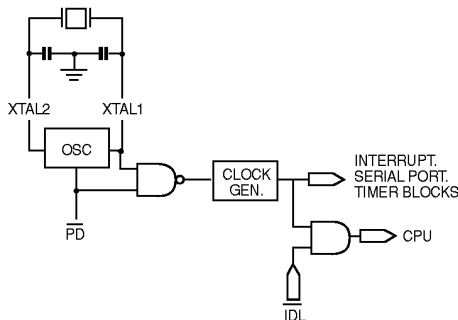 XTAL2
XTAL1
OSC
PD
CLOCK
GEN.
INTERRUPT.
SERIAL PORT.
TIMER BLOCKS
CPU
IDL